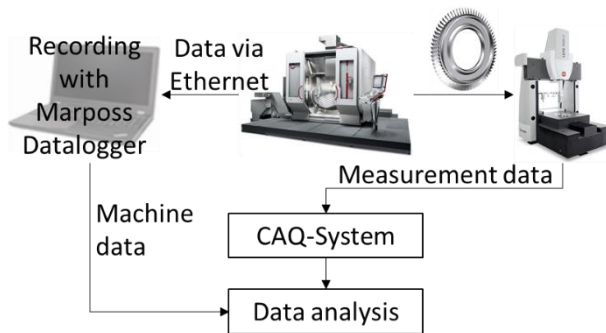 Recording
with
Marposs
Datalogger
Data via
Ethernet
Measurement data
Machine
data
CAQ-System
Data analysis